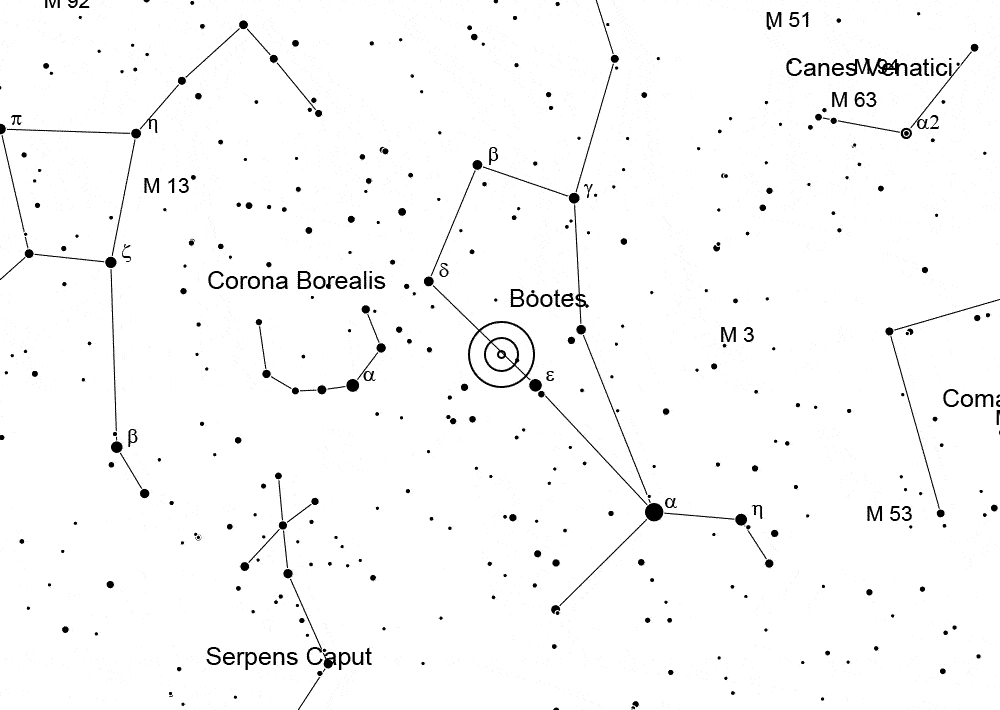 M 92
M 51
Canes Venatici
M 94
M 63
α2
π
η
M 13
β
γ
ζ
δ
Corona Borealis
Bootes
M 3
α
ε
Coma
β
α
η
M 53
Serpens Caput